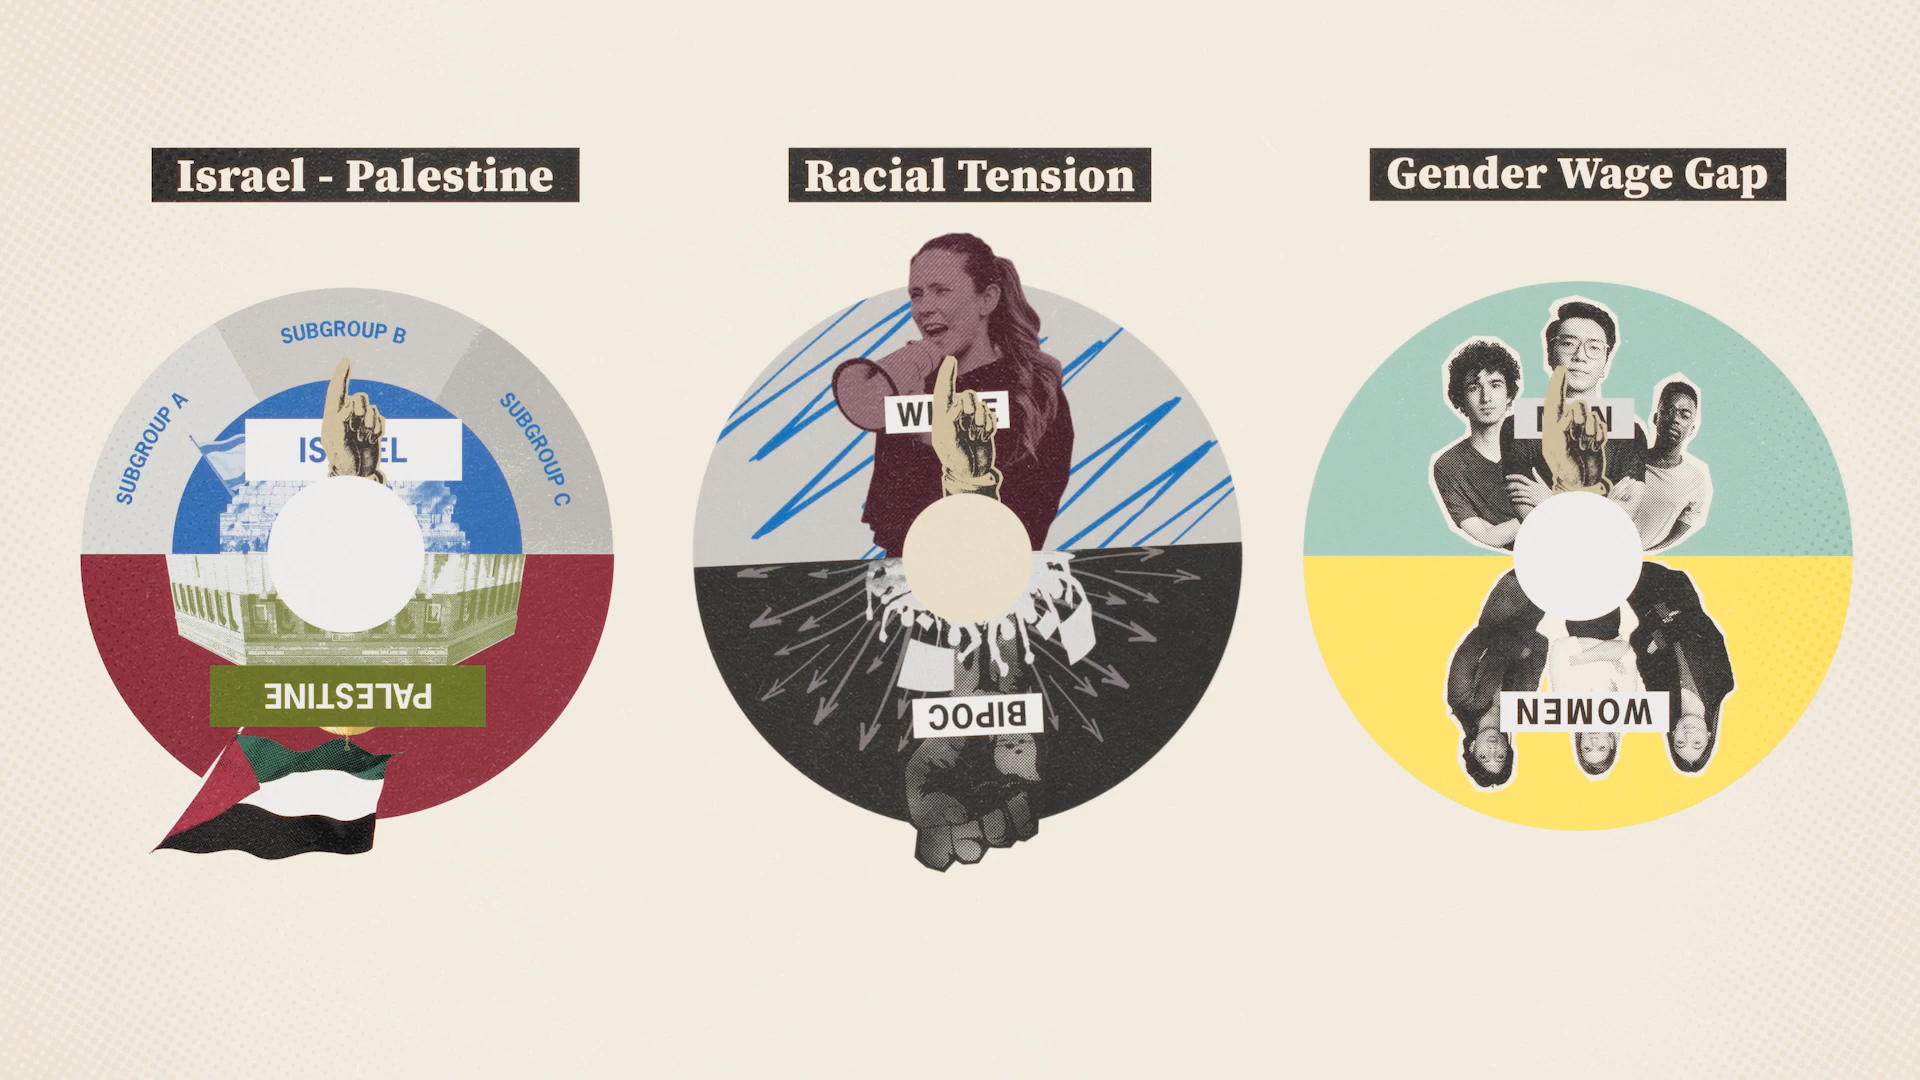 Israel - Palestine
Racial Tension
Gender Wage Gap
SUBGROUP A
SUBGROUP B
SUBGROUP C
PALESTINE
BIPOC
WOMEN